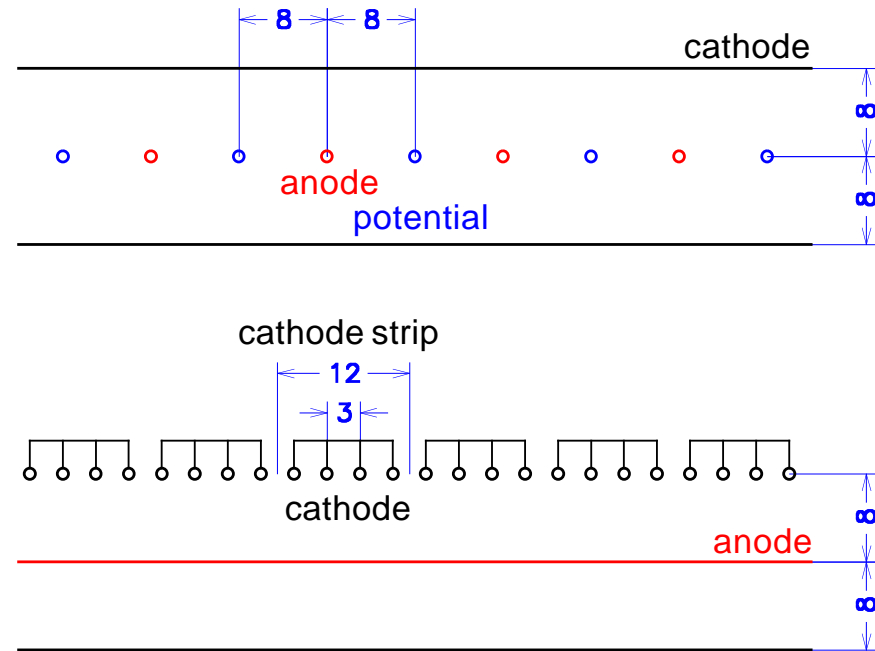 8 8
cathode
8
anode
8
potential
cathode strip
12
3
cathode
8
anode
8